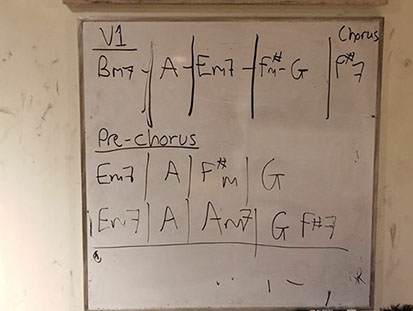 V1 Chorus
Bm7 - | A - | Em7 - | F#m - G | F#7
Pre-chorus
Em7 | A | F#m | G
Em7 | A | Am7 | G F#7